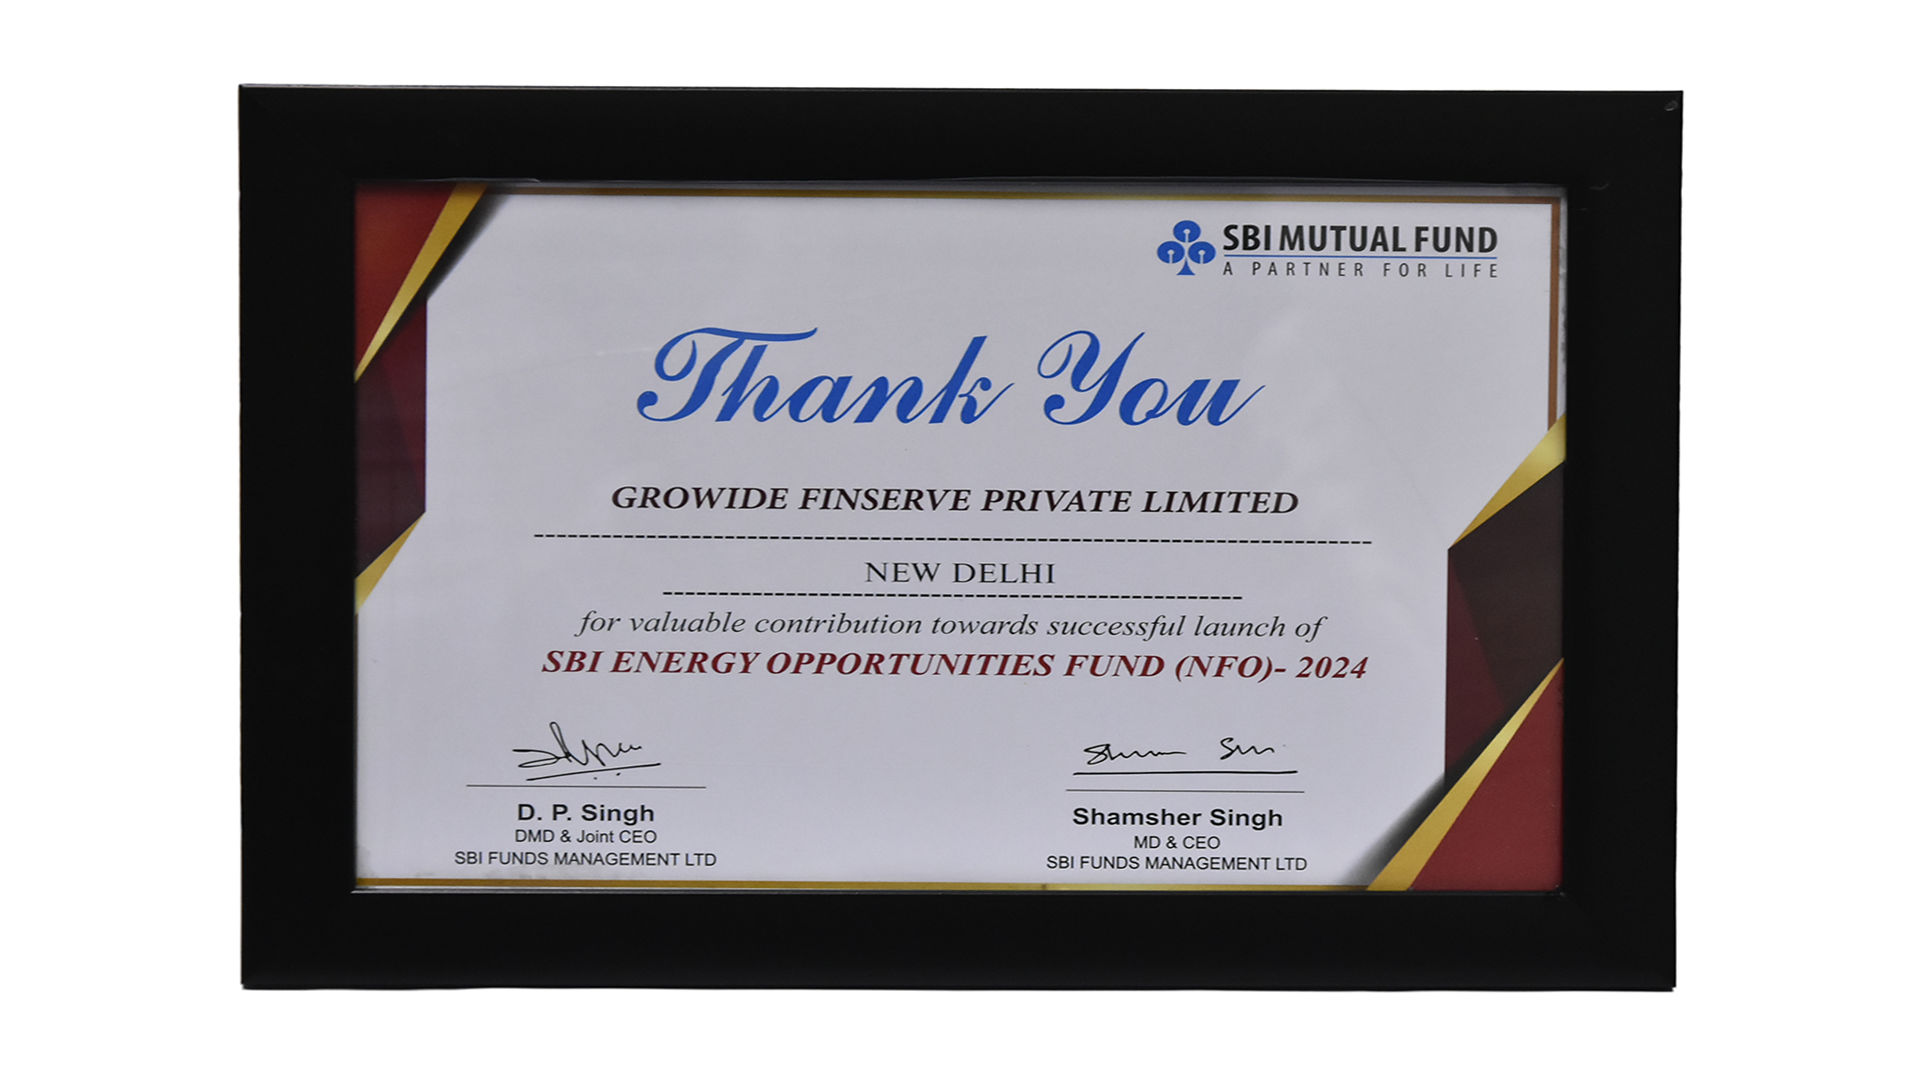 SBI MUTUAL FUND
A PARTNER FOR LIFE
Thank You
GROWIDE FINSERVE PRIVATE LIMITED
NEW DELHI
for valuable contribution towards successful launch of
SBI ENERGY OPPORTUNITIES FUND (NFO)- 2024
D. P. Singh
DMD & Joint CEO
SBI FUNDS MANAGEMENT LTD
Shamsher Singh
MD & CEO
SBI FUNDS MANAGEMENT LTD